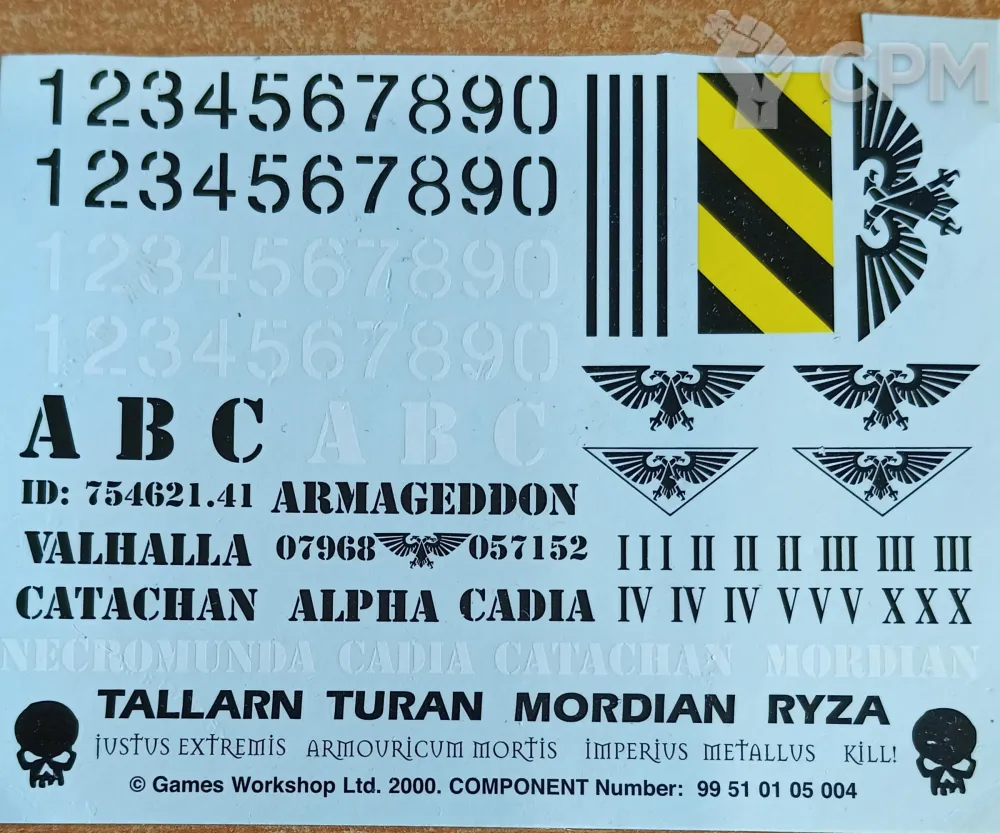 CPM
1234567890
1234567890
1234567890
1234567890
A B C A B C
ID: 754621.41 ARMAGEDDON
VALHALLA 07968 057152
I I I II II II III III III
CATACHAN ALPHA CADIA
IV IV IV V V V X X X
NECROMUNDA CADIA CATACHAN MORDIAN
TALLARN TURAN MORDIAN RYZA
JUSTUS EXTREMIS ARMOURICUM MORTIS IMPERIUS METALLUS KILL!
© Games Workshop Ltd. 2000. COMPONENT Number: 99 51 01 05 004